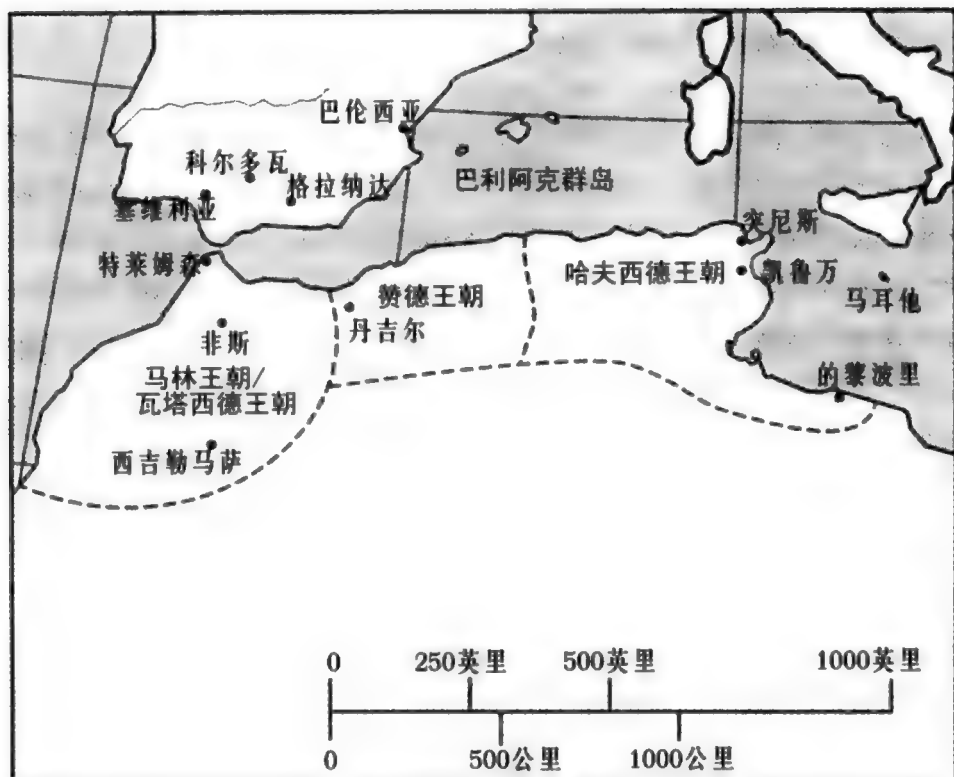 巴伦西亚
科尔多瓦
格拉纳达
巴利阿克群岛
塞维利亚
突尼斯
特莱姆森
哈夫西德王朝
凯鲁万
赞德王朝
马耳他
丹吉尔
非斯
马林王朝/
瓦塔西德王朝
的黎波里
西吉勒马萨
0 250英里 500英里 1000英里
0 500公里 1000公里